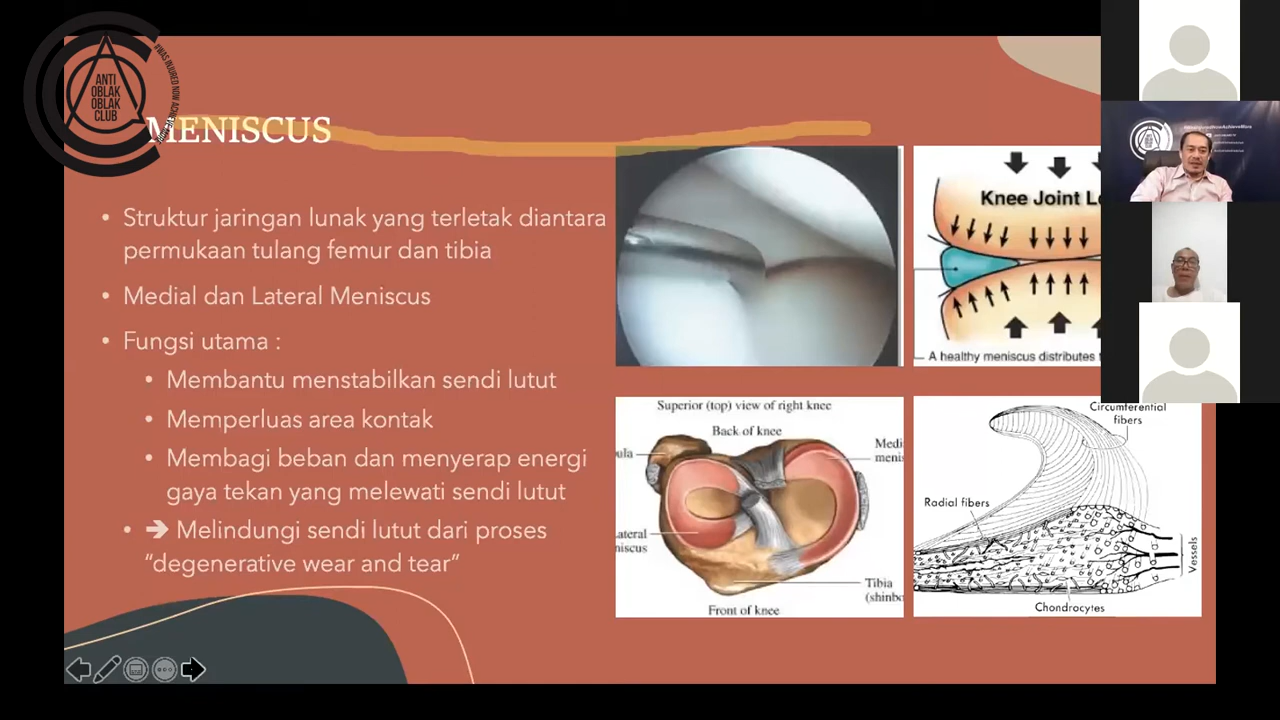 ANTI
OBLAK
OBLAK
CLUB
MENISCUS
• Struktur jaringan lunak yang terletak diantara
permukaan tulang femur dan tibia
• Medial dan Lateral Meniscus
• Fungsi utama :
• Membantu menstabilkan sendi lutut
• Memperluas area kontak
• Membagi beban dan menyerap energi
gaya tekan yang melewati sendi lutut
• ➔ Melindungi sendi lutut dari proses
“degenerative wear and tear”
Knee Joint Lo
A healthy meniscus distributes
Superior (top) view of right knee
Back of knee
ula
Medi
menis
ateral
niscus
Tibia
(shinbo
Front of knee
Circumferential
fibers
Radial fibers
Vessels
Chondrocytes